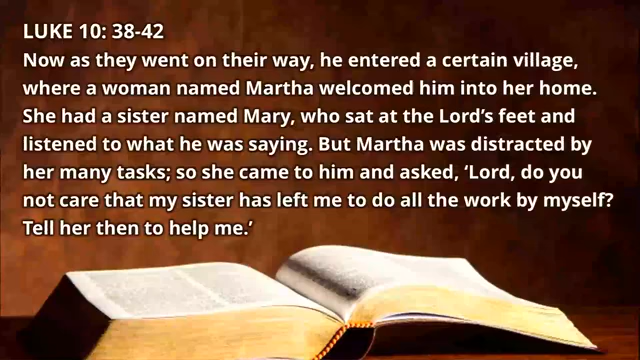 LUKE 10: 38-42
Now as they went on their way, he entered a certain village,
where a woman named Martha welcomed him into her home.
She had a sister named Mary, who sat at the Lord’s feet and
listened to what he was saying. But Martha was distracted by
her many tasks; so she came to him and asked, ‘Lord, do you
not care that my sister has left me to do all the work by myself?
Tell her then to help me.’